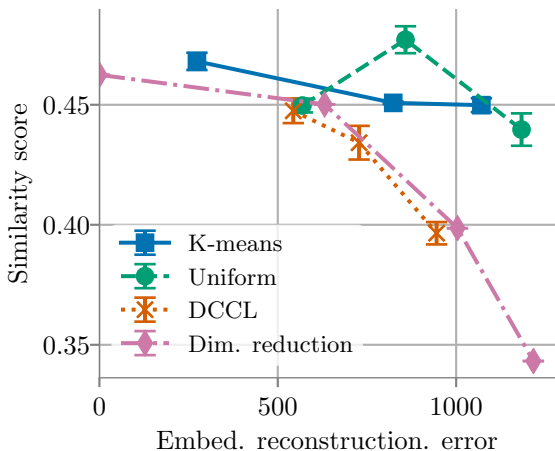 Similarity score
0.45
0.40
0.35
K-means
Uniform
DCCL
Dim. reduction
0
500
1000
Embed. reconstruction. error